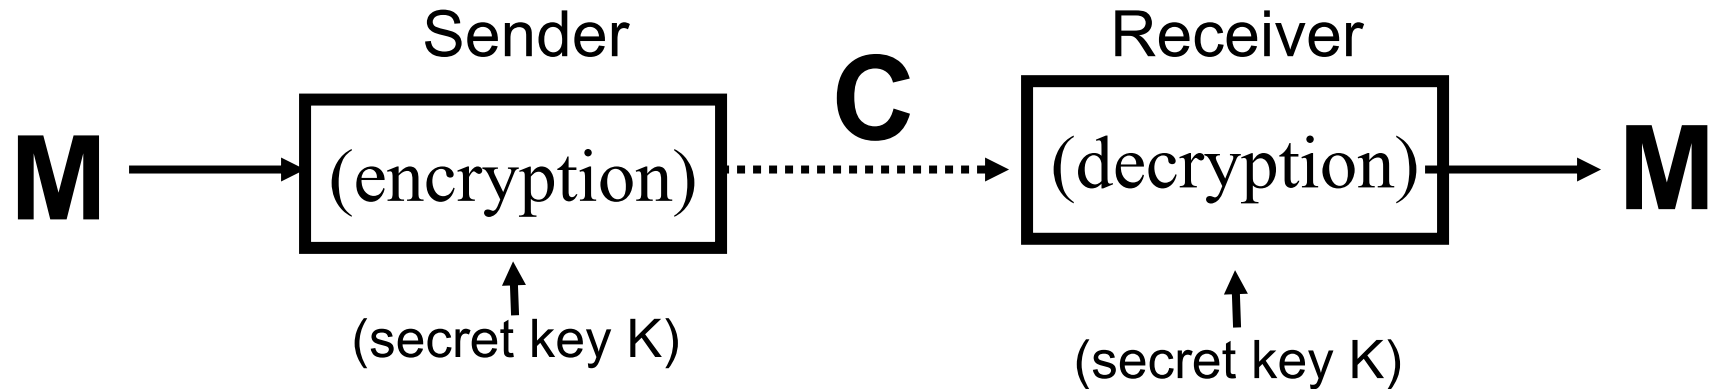 Sender
Receiver
C
M
(encryption)
(decryption)
M
(secret key K)
(secret key K)